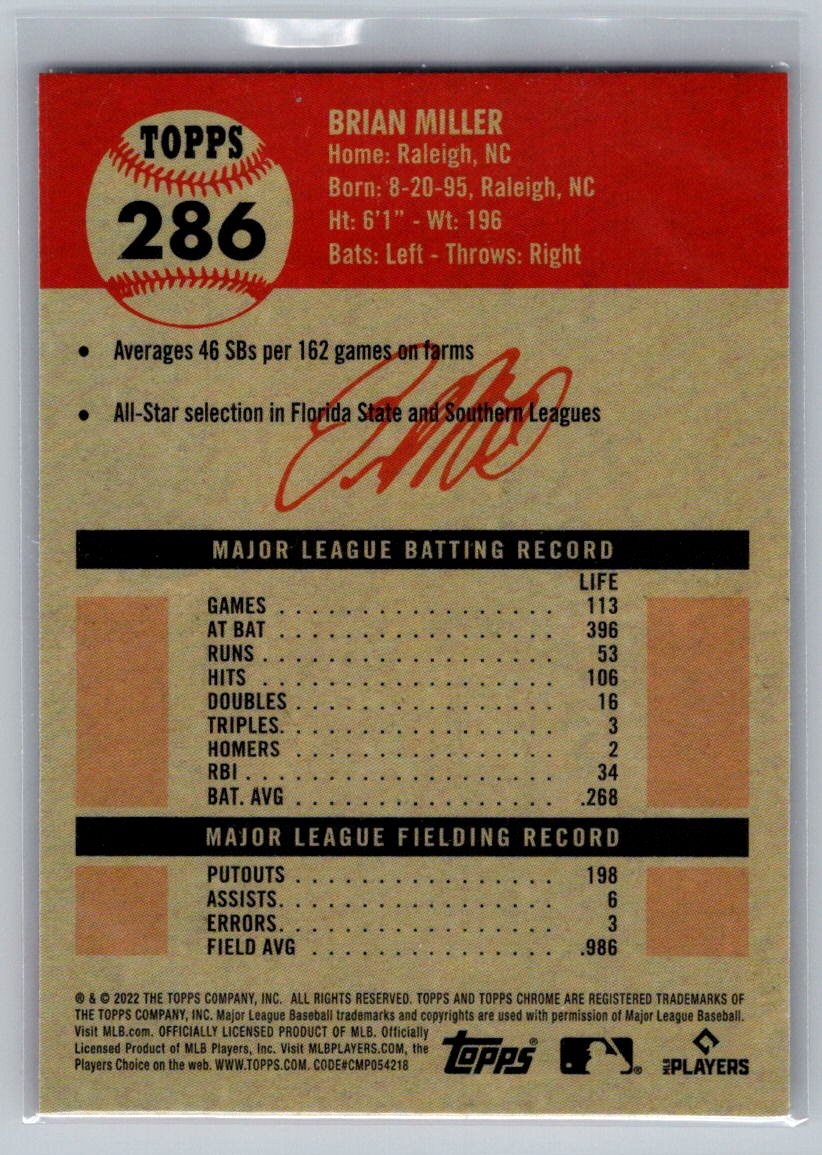 TOPPS
286
BRIAN MILLER
Home: Raleigh, NC
Born: 8-20-95, Raleigh, NC
Ht: 6'1" - Wt: 196
Bats: Left - Throws: Right
• Averages 46 SBs per 162 games on farms
• All-Star selection in Florida State and Southern Leagues
MAJOR LEAGUE BATTING RECORD
LIFE
GAMES . . . . . . . . . . . . . . . . . 113
AT BAT . . . . . . . . . . . . . . . . . 396
RUNS . . . . . . . . . . . . . . . . . . 53
HITS . . . . . . . . . . . . . . . . . . 106
DOUBLES . . . . . . . . . . . . . . . . 16
TRIPLES. . . . . . . . . . . . . . . . . 3
HOMERS . . . . . . . . . . . . . . . . 2
RBI . . . . . . . . . . . . . . . . . . . 34
BAT. AVG . . . . . . . . . . . . . . . . .268
MAJOR LEAGUE FIELDING RECORD
PUTOUTS . . . . . . . . . . . . . . . . 198
ASSISTS. . . . . . . . . . . . . . . . . 6
ERRORS. . . . . . . . . . . . . . . . . 3
FIELD AVG . . . . . . . . . . . . . . . .986
® & © 2022 THE TOPPS COMPANY, INC. ALL RIGHTS RESERVED. TOPPS AND TOPPS CHROME ARE REGISTERED TRADEMARKS OF
THE TOPPS COMPANY, INC. Major League Baseball trademarks and copyrights are used with permission of Major League Baseball.
Visit MLB.com. OFFICIALLY LICENSED PRODUCT OF MLB. Officially
Licensed Product of MLB Players, Inc. Visit MLBPLAYERS.COM, the
Players Choice on the web. WWW.TOPPS.COM. CODE#CMP054218
topps®
®
MLB PLAYERS